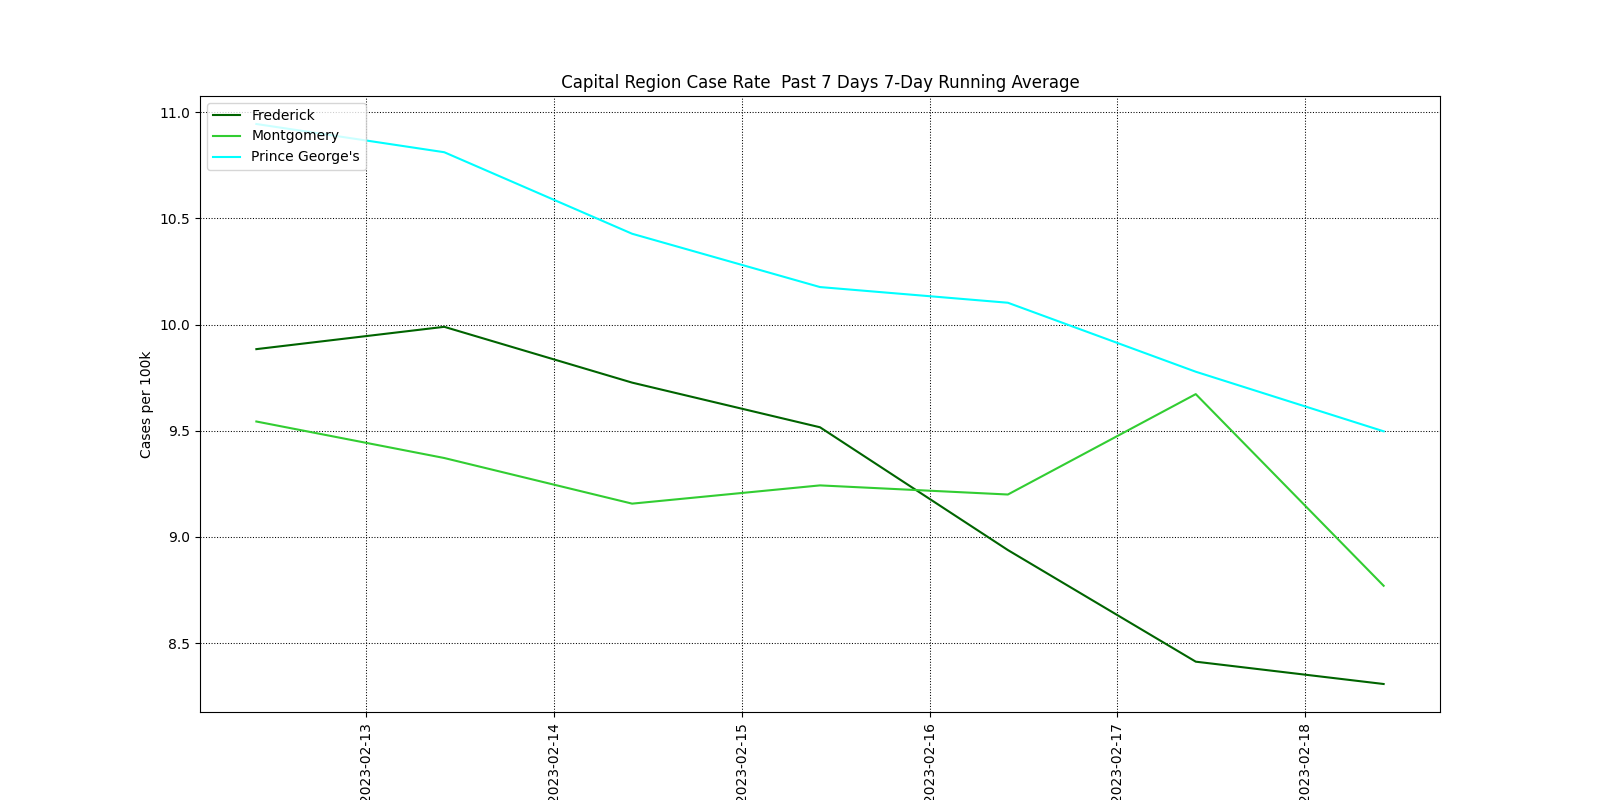 Capital Region Case Rate  Past 7 Days 7-Day Running Average
Frederick
Montgomery
Prince George's
11.0
10.5
10.0
9.5
9.0
8.5
Cases per 100k
2023-02-13
2023-02-14
2023-02-15
2023-02-16
2023-02-17
2023-02-18